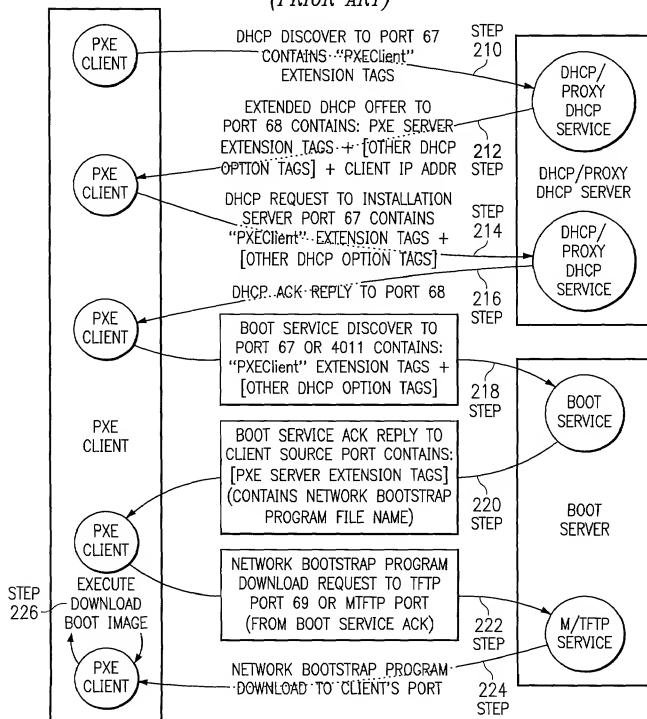 (PRIOR ART)
PXE
CLIENT
DHCP DISCOVER TO PORT 67
CONTAINS "PXEClient"
EXTENSION TAGS
STEP
210
DHCP/
PROXY
DHCP
SERVICE
EXTENDED DHCP OFFER TO
PORT 68 CONTAINS: PXE SERVER
EXTENSION TAGS + [OTHER DHCP
OPTION TAGS] + CLIENT IP ADDR
212
STEP
PXE
CLIENT
DHCP/PROXY
DHCP SERVER
DHCP REQUEST TO INSTALLATION
SERVER PORT 67 CONTAINS
"PXEClient" EXTENSION TAGS +
[OTHER DHCP OPTION TAGS]
STEP
214
DHCP/
PROXY
DHCP
SERVICE
DHCP ACK REPLY TO PORT 68
216
STEP
PXE
CLIENT
BOOT SERVICE DISCOVER TO
PORT 67 OR 4011 CONTAINS:
"PXEClient" EXTENSION TAGS +
[OTHER DHCP OPTION TAGS]
218
STEP
BOOT
SERVICE
PXE
CLIENT
BOOT SERVICE ACK REPLY TO
CLIENT SOURCE PORT CONTAINS:
[PXE SERVER EXTENSION TAGS]
(CONTAINS NETWORK BOOTSTRAP
PROGRAM FILE NAME)
220
STEP
BOOT
SERVER
PXE
CLIENT
NETWORK BOOTSTRAP PROGRAM
DOWNLOAD REQUEST TO TFTP
PORT 69 OR MTFTP PORT
(FROM BOOT SERVICE ACK)
222
STEP
M/TFTP
SERVICE
STEP
226
EXECUTE
DOWNLOAD
BOOT IMAGE
PXE
CLIENT
NETWORK BOOTSTRAP PROGRAM
DOWNLOAD TO CLIENT'S PORT
224
STEP